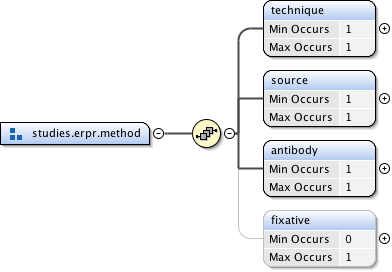 technique
Min Occurs 1
Max Occurs 1
source
Min Occurs 1
Max Occurs 1
studies.erpr.method
antibody
Min Occurs 1
Max Occurs 1
fixative
Min Occurs 0
Max Occurs 1